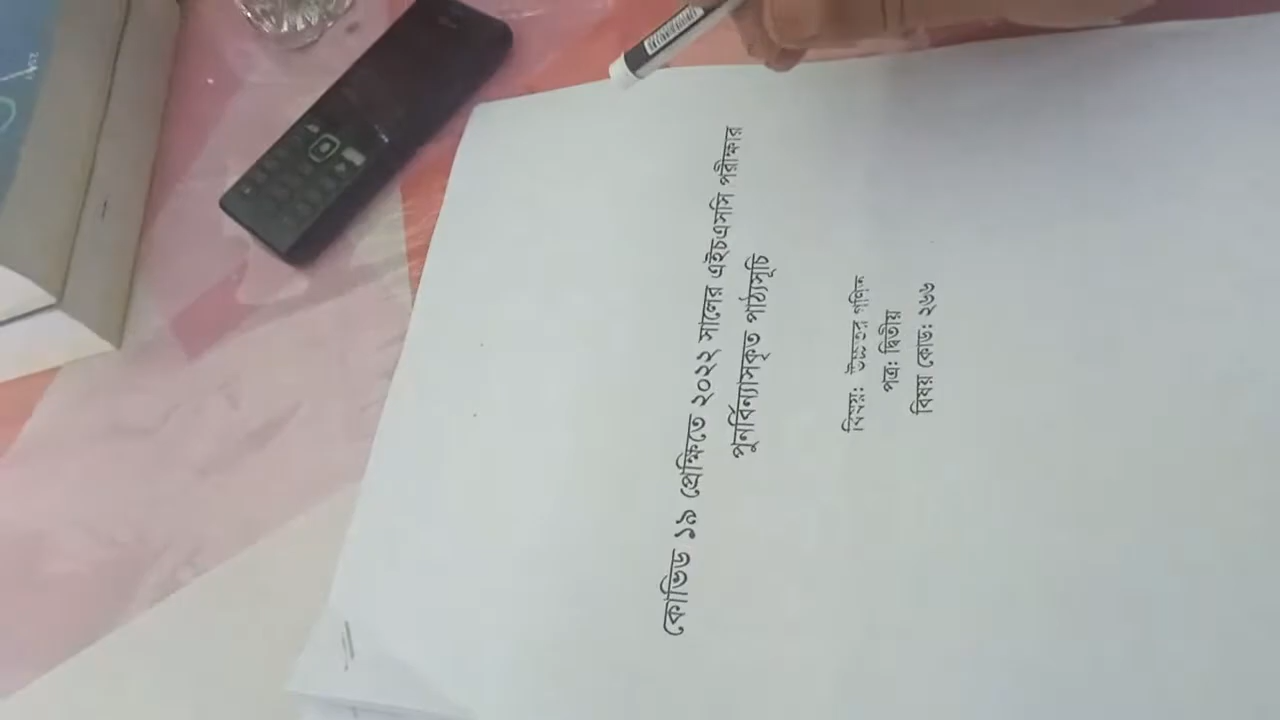 কোভিড ১৯ প্রেক্ষিতে ২০২২ সালের এইচএসসি পরীক্ষার
পুনর্বিন্যাসকৃত পাঠ্যসূচি
বিষয়: উচ্চতর গণিত
পত্র: দ্বিতীয়
বিষয় কোড: ২৬৬